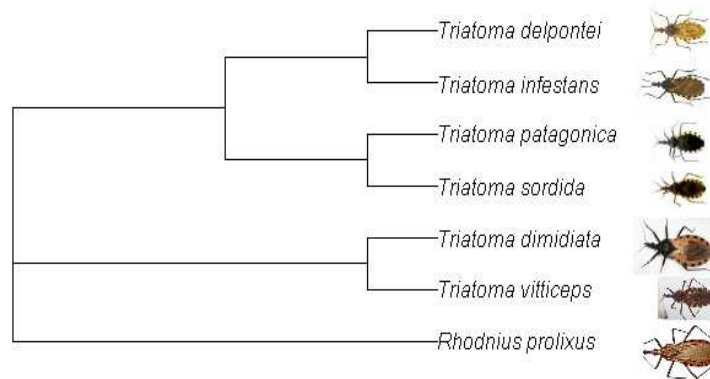 Triatoma delpontei
Triatoma infestans
Triatoma patagonica
Triatoma sordida
Triatoma dimidiata
Triatoma vitticeps
Rhodnius prolixus